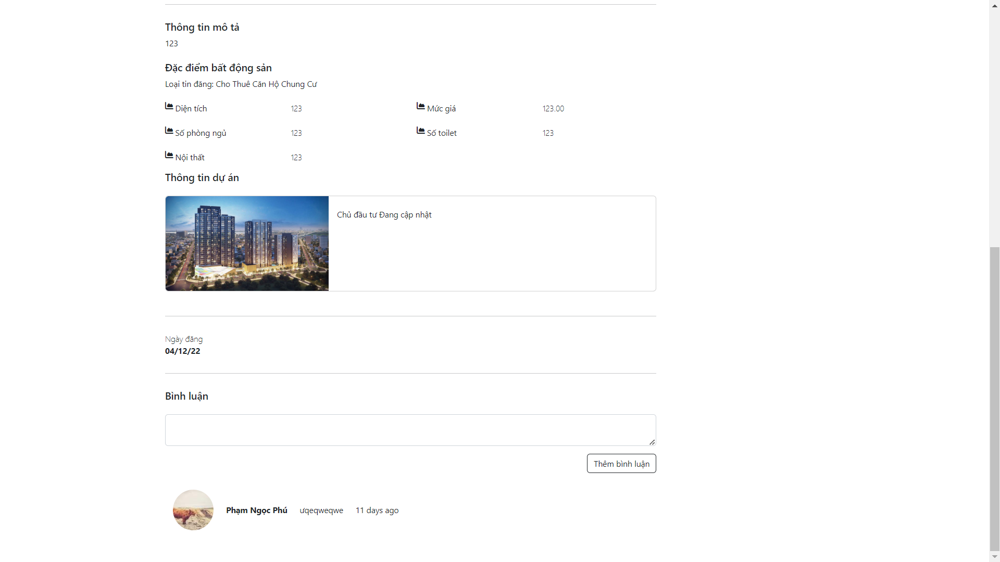 Thông tin mô tả
123
Đặc điểm bất động sản
Loại tin đăng: Cho Thuê Căn Hộ Chung Cư
Diện tích 123 Mức giá 123.00
Số phòng ngủ 123 Số toilet 123
Nội thất 123
Thông tin dự án
Chủ đầu tư Đang cập nhật
Ngày đăng
04/12/22
Bình luận
Thêm bình luận
Phạm Ngọc Phú ưqeqweqwe 11 days ago